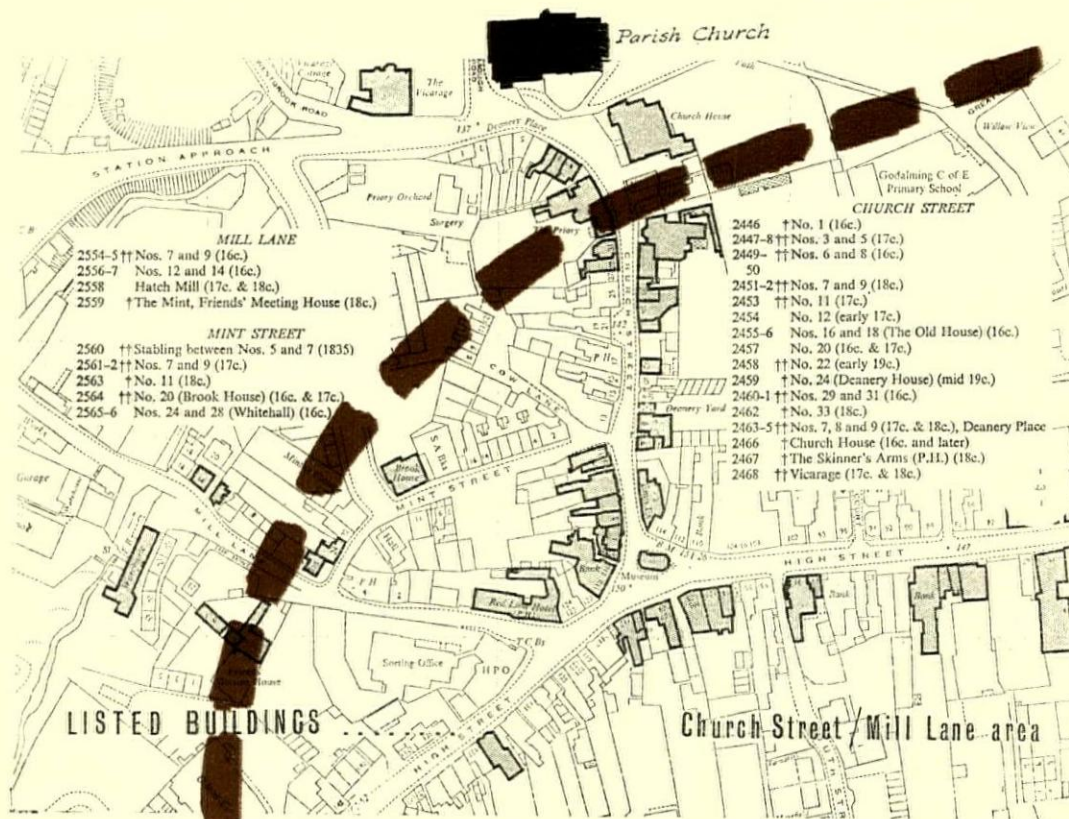 Parish Church
The
Vicarage
137
Deanery Place
Church House
STATION APPROACH
Willow View
Priory Orchard
Surgery
Godalming C of E
Primary School
MILL LANE
2554-5 ††Nos. 7 and 9 (16c.)
2556-7 Nos. 12 and 14 (16c.)
2558 Hatch Mill (17c. & 18c.)
2559 †The Mint, Friends' Meeting House (18c.)
MINT STREET
2560 ††Stabling between Nos. 5 and 7 (1835)
2561-2 ††Nos. 7 and 9 (17c.)
2563 †No. 11 (18c.)
2564 ††No. 20 (Brook House) (16c. & 17c.)
2565-6 Nos. 24 and 28 (Whitehall) (16c.)
CHURCH STREET
2446 †No. 1 (16c.)
2447-8 ††Nos. 3 and 5 (17c.)
2449- ††Nos. 6 and 8 (16c.)
50
2451-2 ††Nos. 7 and 9 (18c.)
2453 ††No. 11 (17c.)
2454 No. 12 (early 17c.)
2455-6 Nos. 16 and 18 (The Old House) (16c.)
2457 No. 20 (16c. & 17c.)
2458 ††No. 22 (early 19c.)
2459 †No. 24 (Deanery House) (mid 19c.)
2460-1 ††Nos. 29 and 31 (16c.)
2462 †No. 33 (18c.)
2463-5 ††Nos. 7, 8 and 9 (17c. & 18c.), Deanery Place
2466 †Church House (16c. and later)
2467 †The Skinner's Arms (P.H.) (18c.)
2468 ††Vicarage (17c. & 18c.)
CHURCH STREET
142
P H
COW LANE
Deanery Yard
S A Hall
Brook
House
MINT STREET
Garage
MILL LANE
P H
Bank
Museum
150
HIGH STREET
147
Bank
Bank
Red Lion Hotel
T C Bs
Sorting Office
H P O
HIGH STREET
LISTED BUILDINGS .......... Church Street/Mill Lane area